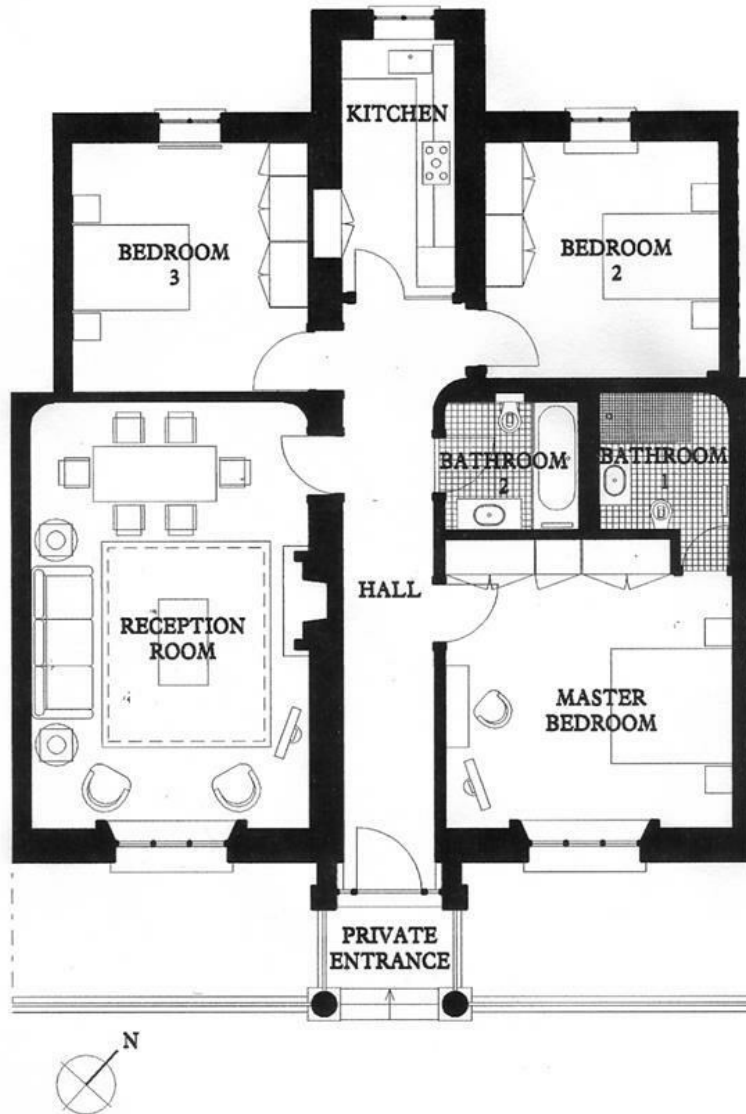 KITCHEN
BEDROOM
3
BEDROOM
2
BATHROOM
2
BATHROOM
1
HALL
RECEPTION
ROOM
MASTER
BEDROOM
PRIVATE
ENTRANCE
N